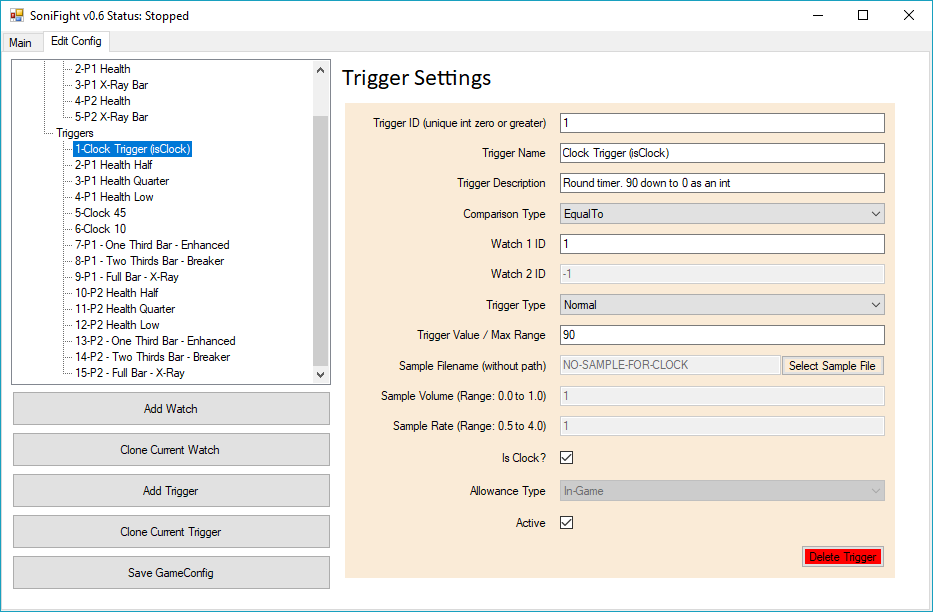 SoniFight v0.6 Status: Stopped
Main
Edit Config
2-P1 Health
3-P1 X-Ray Bar
4-P2 Health
5-P2 X-Ray Bar
Triggers
1-Clock Trigger (isClock)
2-P1 Health Half
3-P1 Health Quarter
4-P1 Health Low
5-Clock 45
6-Clock 10
7-P1 - One Third Bar - Enhanced
8-P1 - Two Thirds Bar - Breaker
9-P1 - Full Bar - X-Ray
10-P2 Health Half
11-P2 Health Quarter
12-P2 Health Low
13-P2 - One Third Bar - Enhanced
14-P2 - Two Thirds Bar - Breaker
15-P2 - Full Bar - X-Ray
Add Watch
Clone Current Watch
Add Trigger
Clone Current Trigger
Save GameConfig
Trigger Settings
Trigger ID (unique int zero or greater) 1
Trigger Name Clock Trigger (isClock)
Trigger Description Round timer. 90 down to 0 as an int
Comparison Type EqualTo
Watch 1 ID 1
Watch 2 ID -1
Trigger Type Normal
Trigger Value / Max Range 90
Sample Filename (without path) NO-SAMPLE-FOR-CLOCK Select Sample File
Sample Volume (Range: 0.0 to 1.0) 1
Sample Rate (Range: 0.5 to 4.0) 1
Is Clock?
Allowance Type In-Game
Active
Delete Trigger